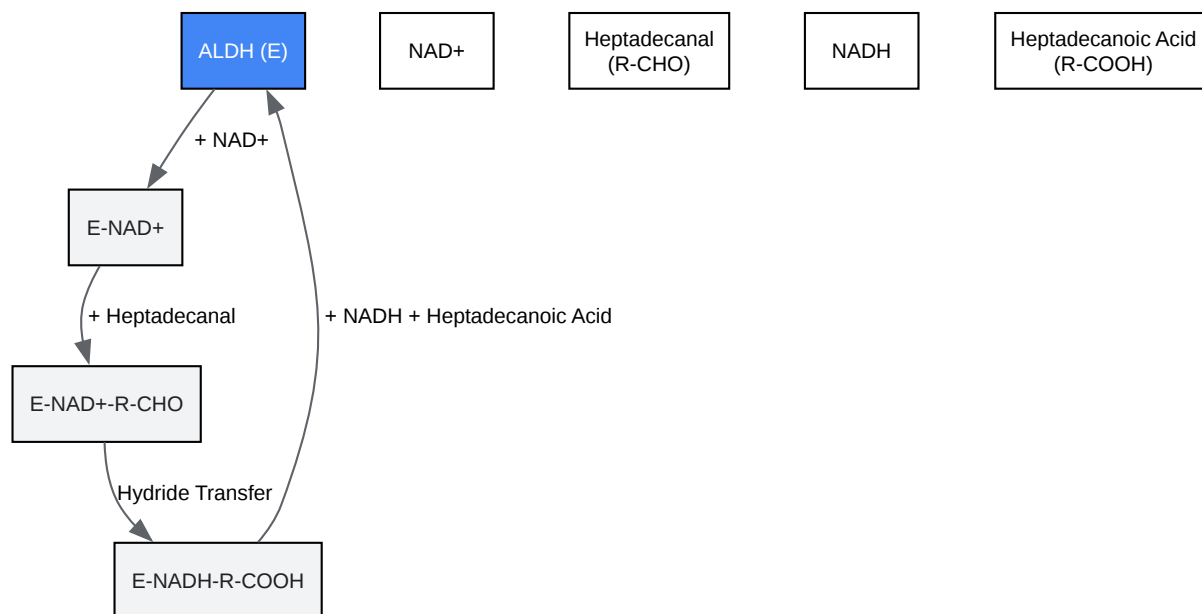 ALDH (E)
NAD+
Heptadecanal
(R-CHO)
NADH
Heptadecanoic Acid
(R-COOH)
+ NAD+
E-NAD+
+ Heptadecanal
+ NADH + Heptadecanoic Acid
E-NAD+-R-CHO
Hydride Transfer
E-NADH-R-COOH